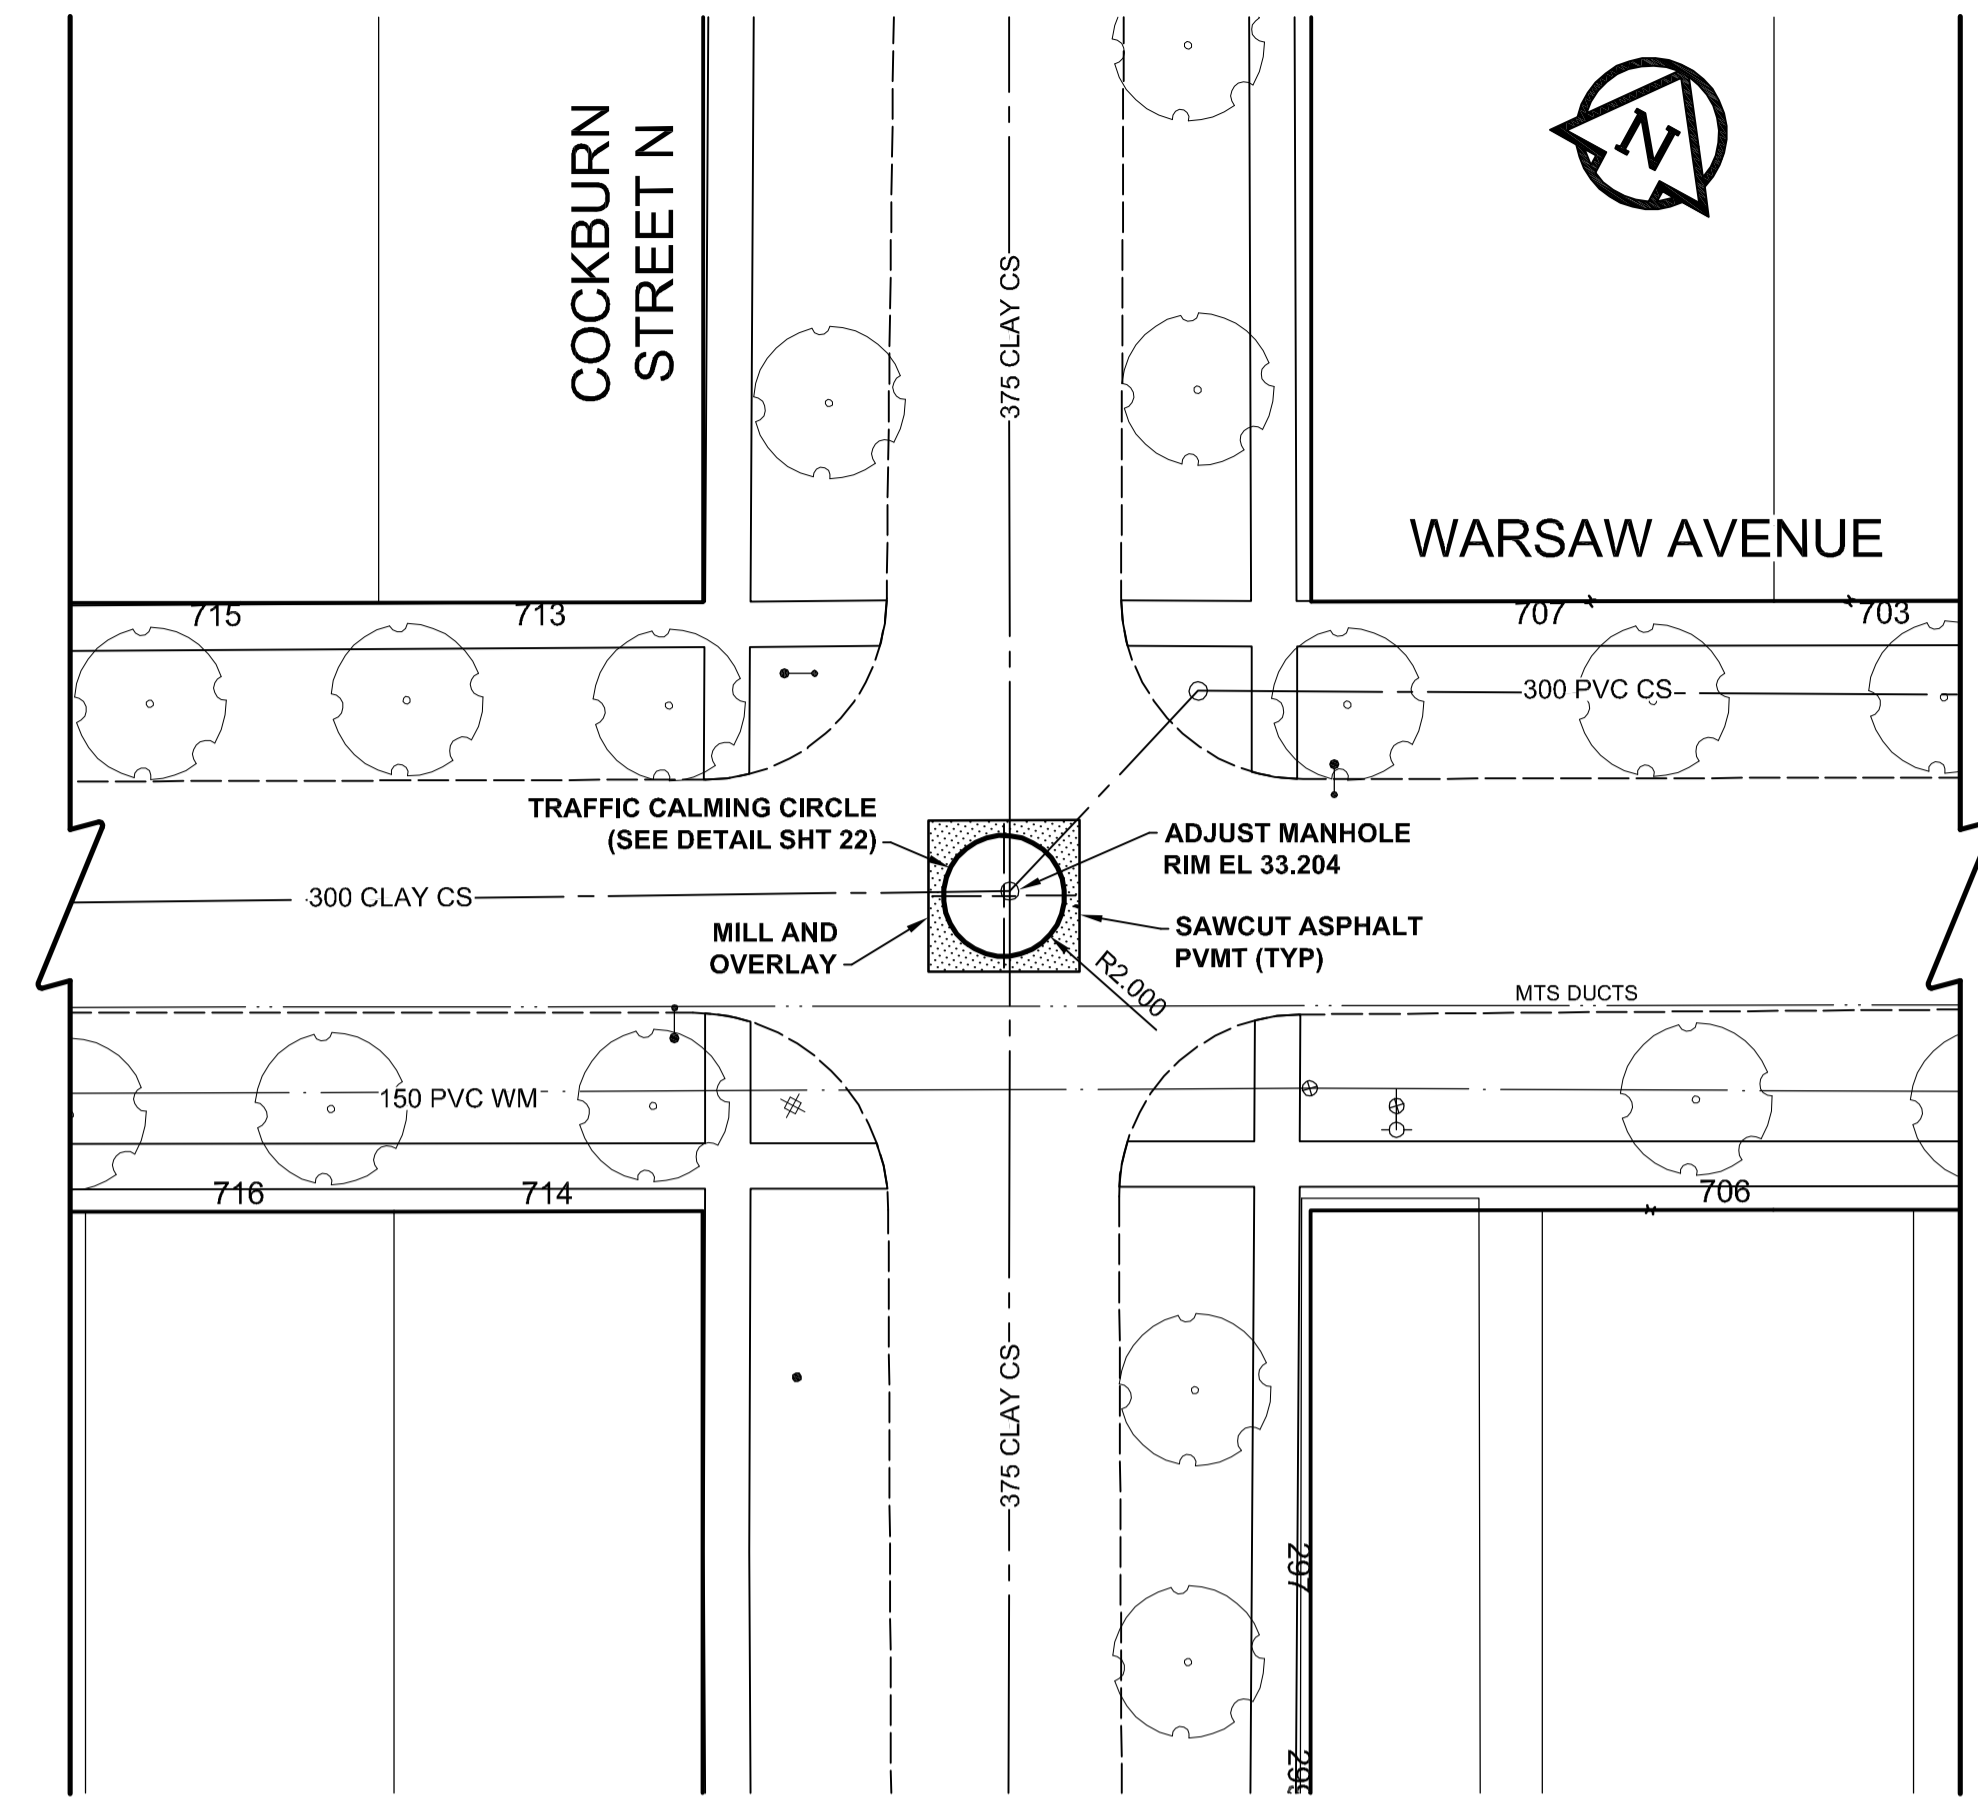 COCKBURN
STREET N
N
375 CLAY CS
WARSAW AVENUE
715
713
707
703
300 PVC CS
TRAFFIC CALMING CIRCLE
(SEE DETAIL SHT 22)
ADJUST MANHOLE
RIM EL 33.204
300 CLAY CS
MILL AND
OVERLAY
SAWCUT ASPHALT
PVMT (TYP)
R2.000
MTS DUCTS
150 PVC WM
716
714
706
375 CLAY CS
297